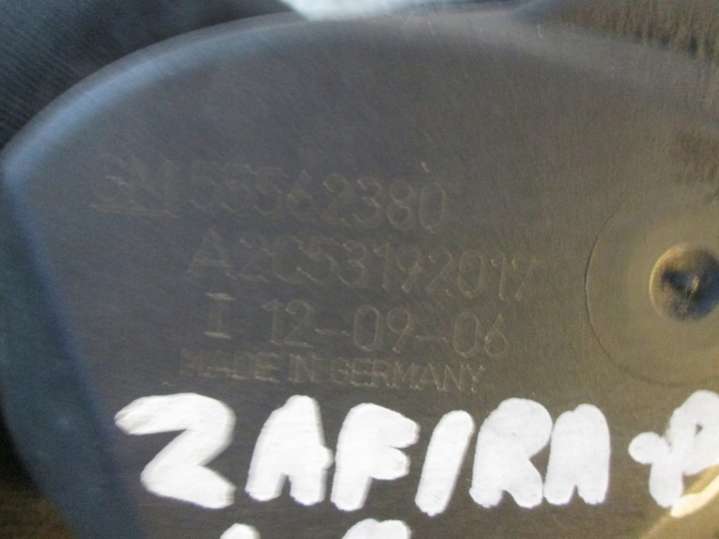 GM 55562380
A2C53192017
I 12-09-06
MADE IN GERMANY
ZAFIRA-P